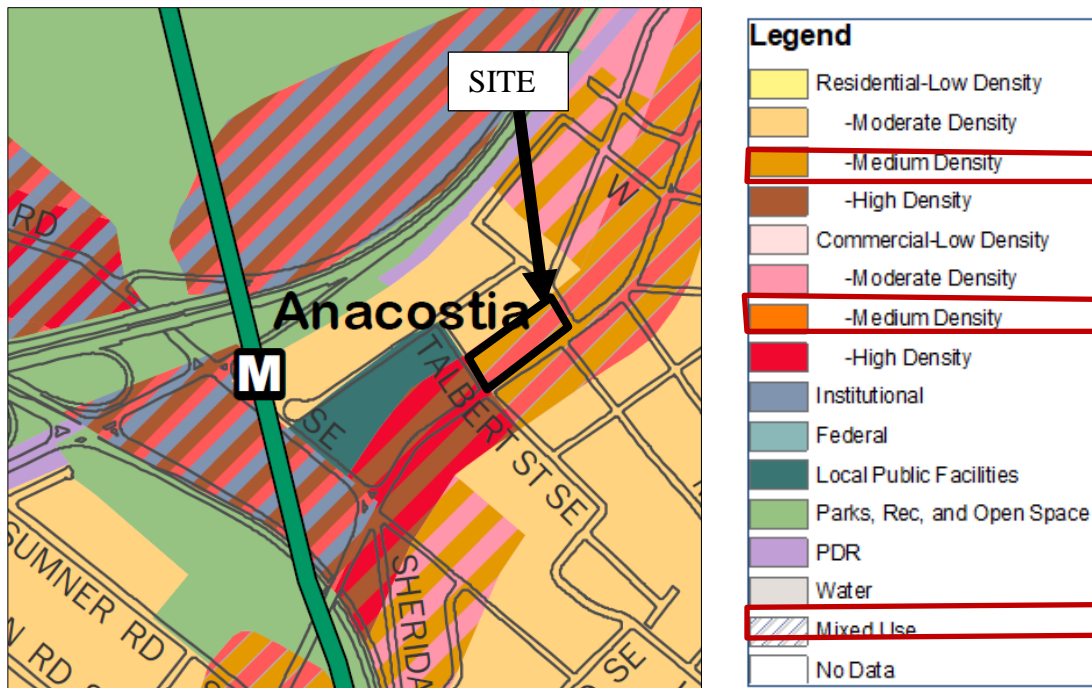 SITE
RD
W
Anacostia
M
TALBERT ST SE
SE
SUMNER RD
N RD
SHERIDA
SE
Legend
Residential-Low Density
-Moderate Density
-Medium Density
-High Density
Commercial-Low Density
-Moderate Density
-Medium Density
-High Density
Institutional
Federal
Local Public Facilities
Parks, Rec, and Open Space
PDR
Water
Mixed Use
No Data